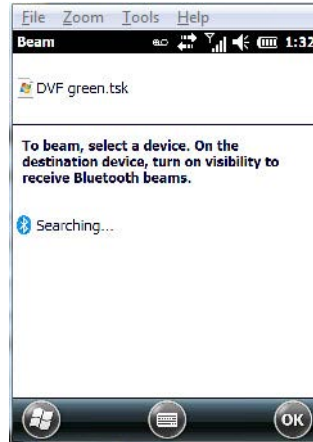 File Zoom Tools Help
Beam 1:32
DVF green.tsk
To beam, select a device. On the
destination device, turn on visibility to
receive Bluetooth beams.
Searching...
OK